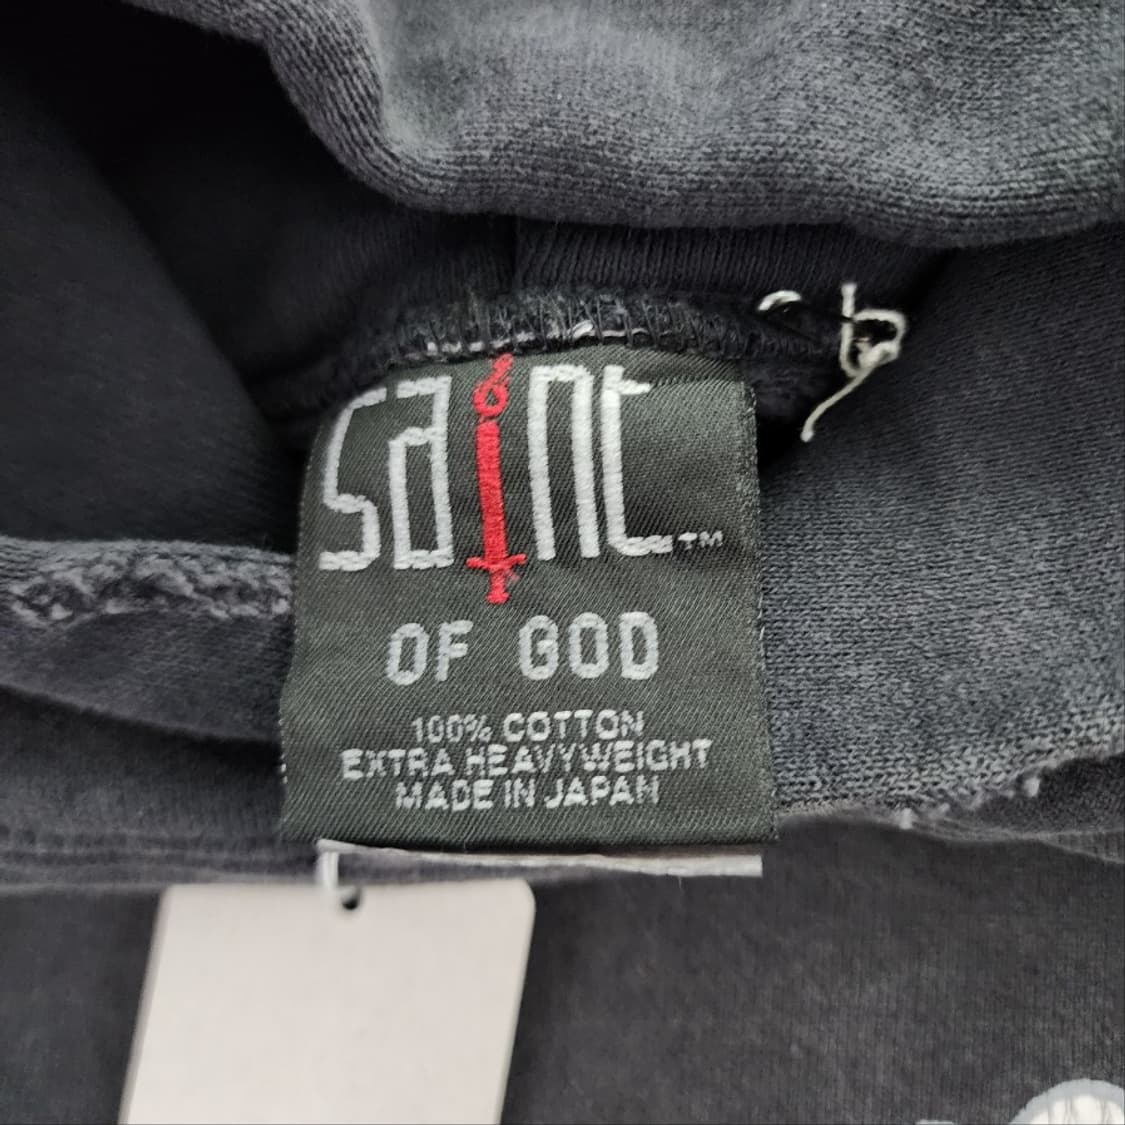 saint™
OF GOD
100% COTTON
EXTRA HEAVYWEIGHT
MADE IN JAPAN